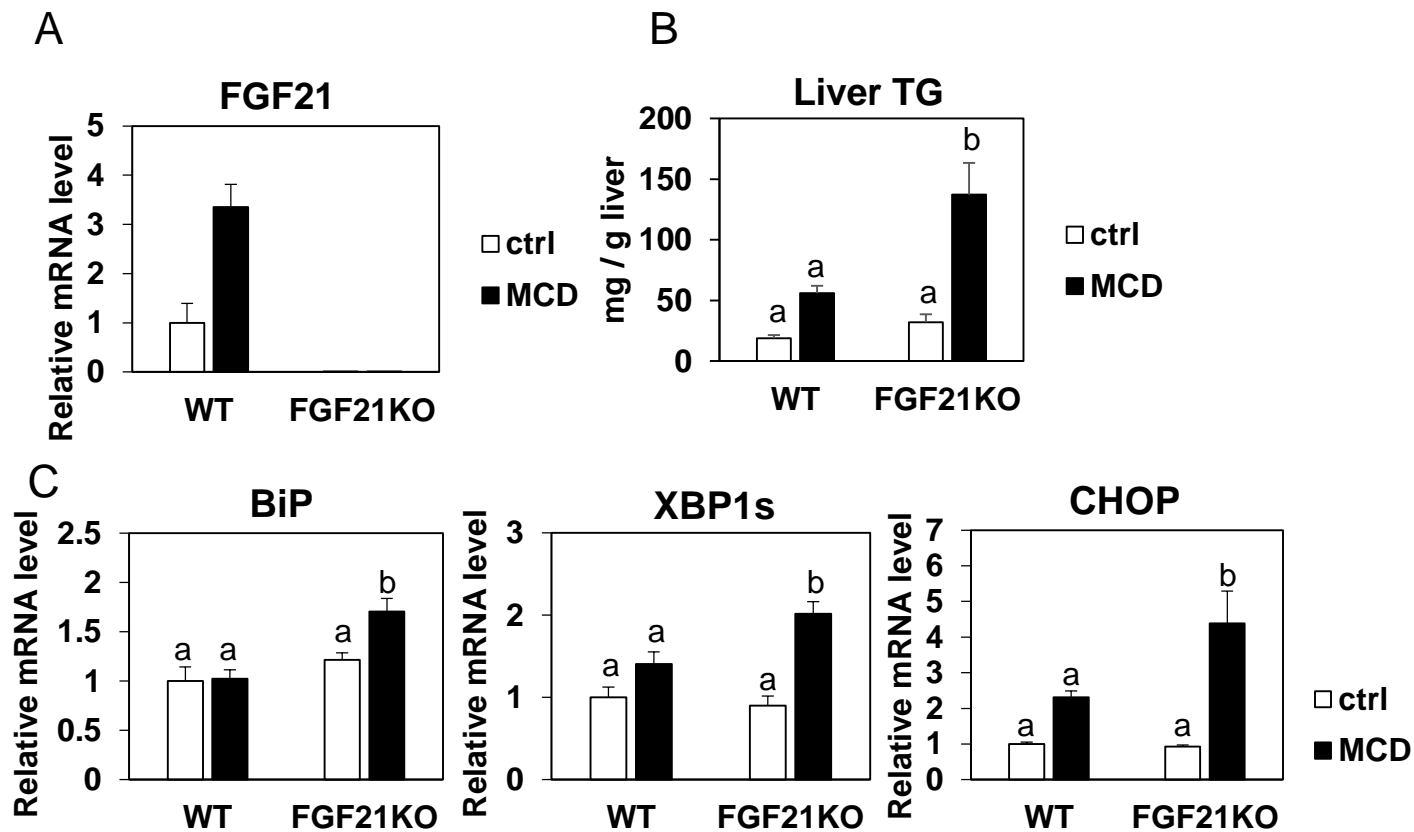 A
FGF21
Relative mRNA level
5
4
3
2
1
0
WT FGF21KO
ctrl
MCD
B
Liver TG
mg / g liver
200
150
100
50
0
a
a
a
b
WT FGF21KO
ctrl
MCD
C
BiP
Relative mRNA level
2.5
2
1.5
1
0.5
0
a
a
a
b
WT FGF21KO
XBP1s
Relative mRNA level
3
2
1
0
a
a
a
b
WT FGF21KO
CHOP
Relative mRNA level
7
6
5
4
3
2
1
0
a
a
a
b
WT FGF21KO
ctrl
MCD